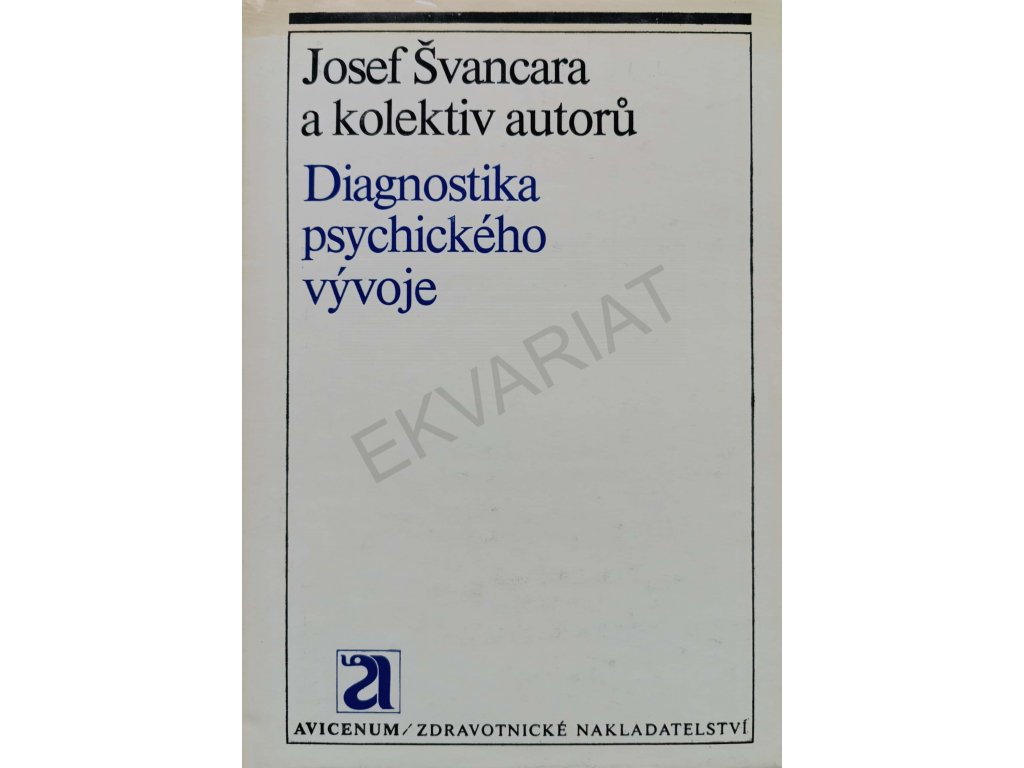 Josef Švancara
a kolektiv autorů
Diagnostika
psychického
vývoje
EKVARIAT
a
AVICENUM/ZDRAVOTNICKÉ NAKLADATELSTVÍ